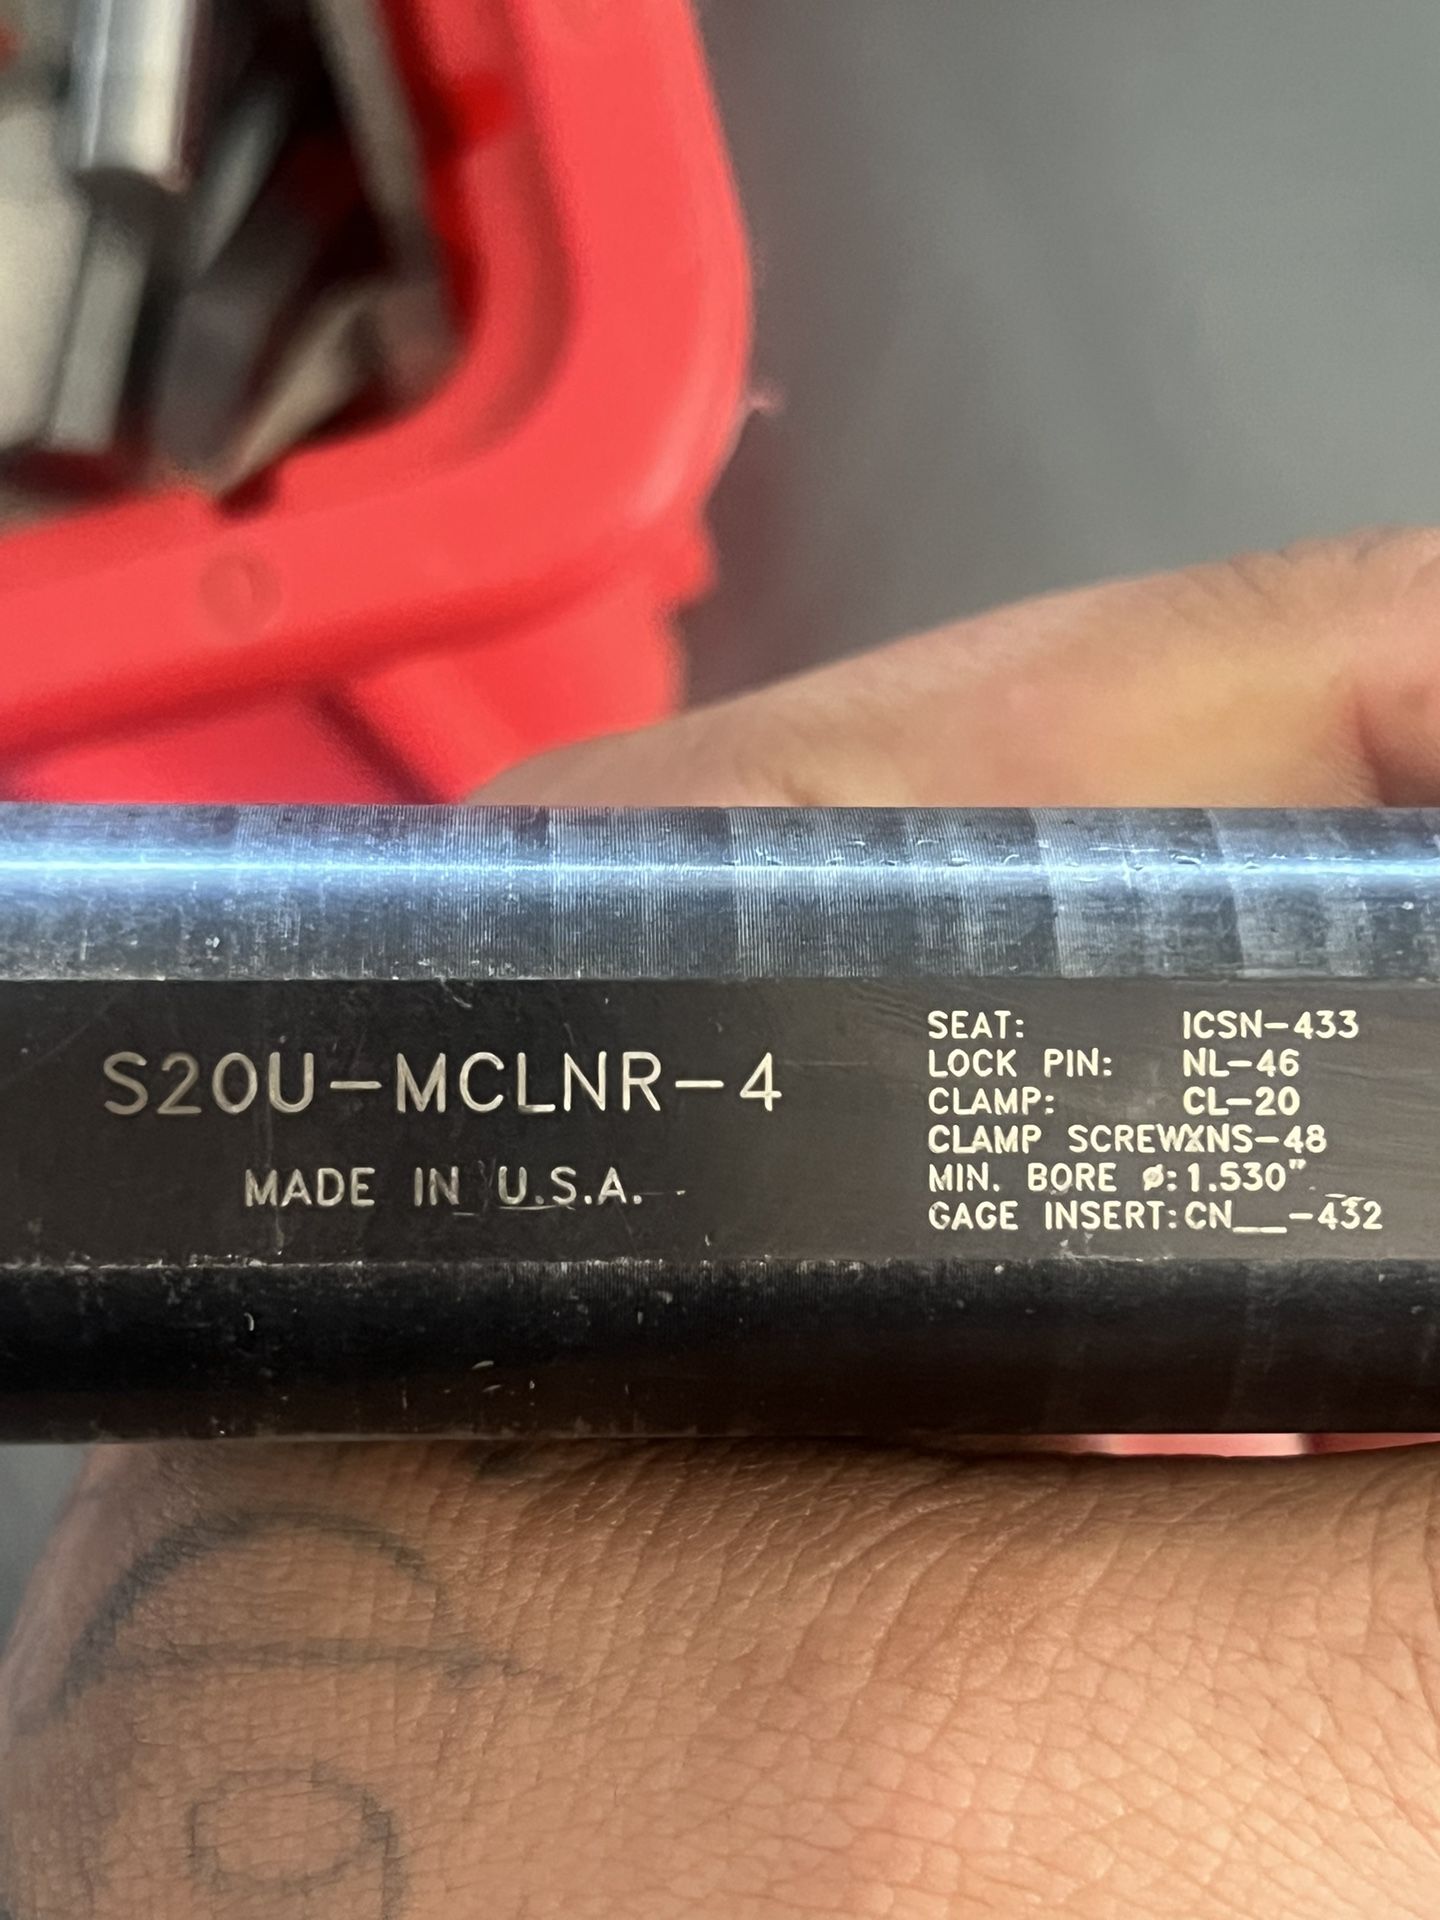 S20U-MCLNR-4
MADE IN U.S.A.
SEAT: ICSN-433
LOCK PIN: NL-46
CLAMP: CL-20
CLAMP SCREW:XNS-48
MIN. BORE ø:1.530"
GAGE INSERT:CN__-432